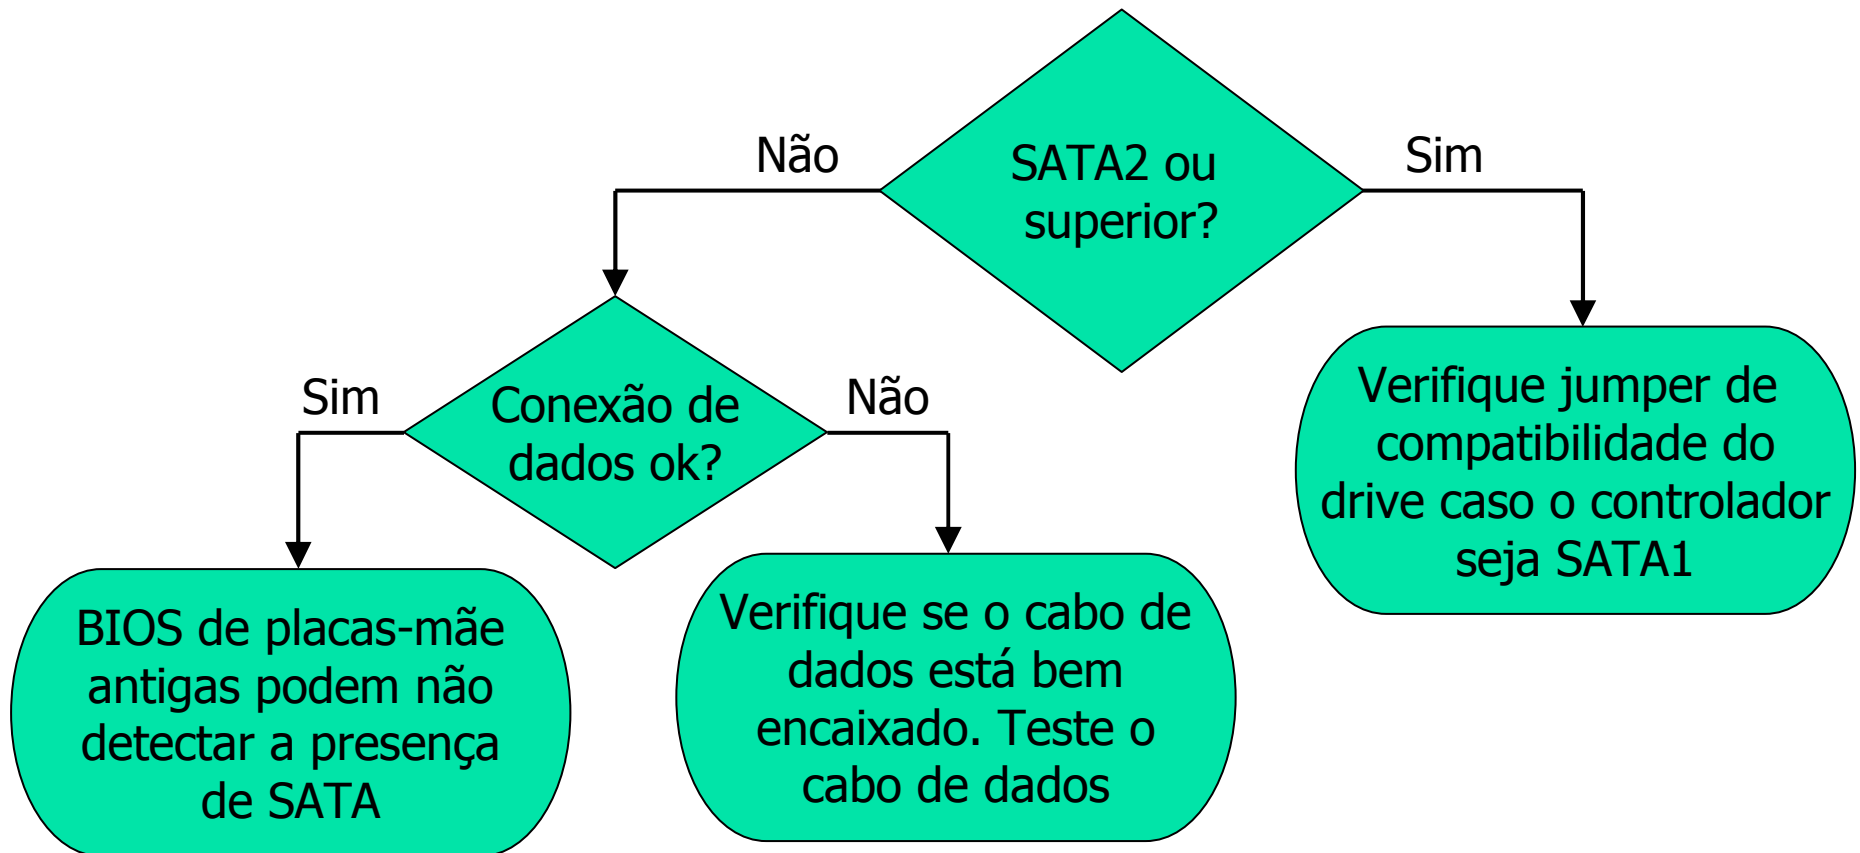 Não
SATA2 ou
superior?
Sim
Sim
Conexão de
dados ok?
Não
Verifique jumper de
compatibilidade do
drive caso o controlador
seja SATA1
BIOS de placas-mãe
antigas podem não
detectar a presença
de SATA
Verifique se o cabo de
dados está bem
encaixado. Teste o
cabo de dados